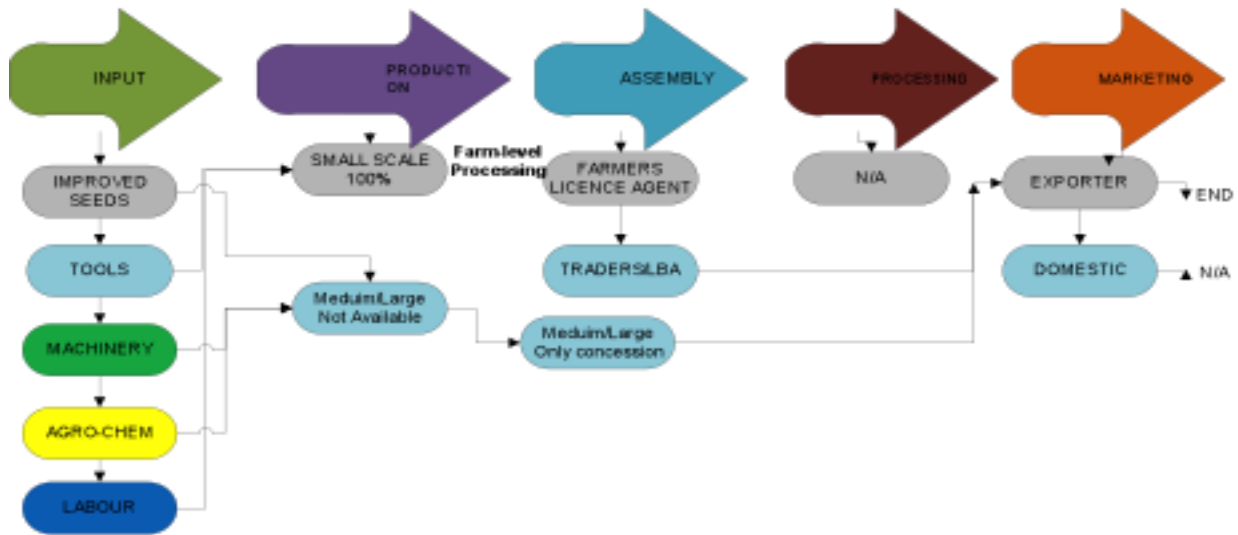 INPUT
PRODUCTI
ON
ASSEMBLY
PROCESSING
MARKETING
IMPROVED
SEEDS
SMALL SCALE
100%
Farm-level
Processing
FARMERS
LICENCE AGENT
N/A
EXPORTER
END
TOOLS
TRADERS/LBA
DOMESTIC
N/A
Meduim/Large
Not Available
MACHINERY
Meduim/Large
Only concession
AGRO-CHEM
LABOUR